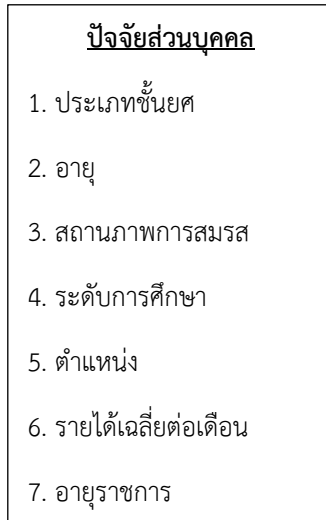 ปัจจัยส่วนบุคคล
1. ประเภทชั้นยศ
2. อายุ
3. สถานภาพการสมรส
4. ระดับการศึกษา
5. ตำแหน่ง
6. รายได้เฉลี่ยต่อเดือน
7. อายุราชการ